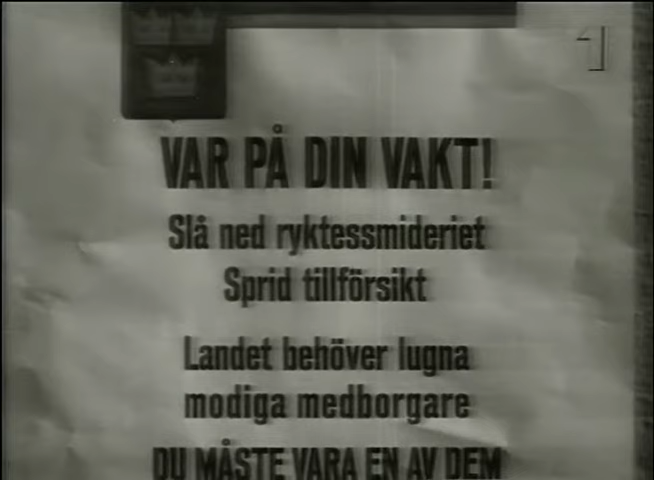 1
VAR PÅ DIN VAKT!
Slå ned ryktessmideriet
Sprid tillförsikt
Landet behöver lugna
modiga medborgare
DU MÅSTE VARA EN AV DEM